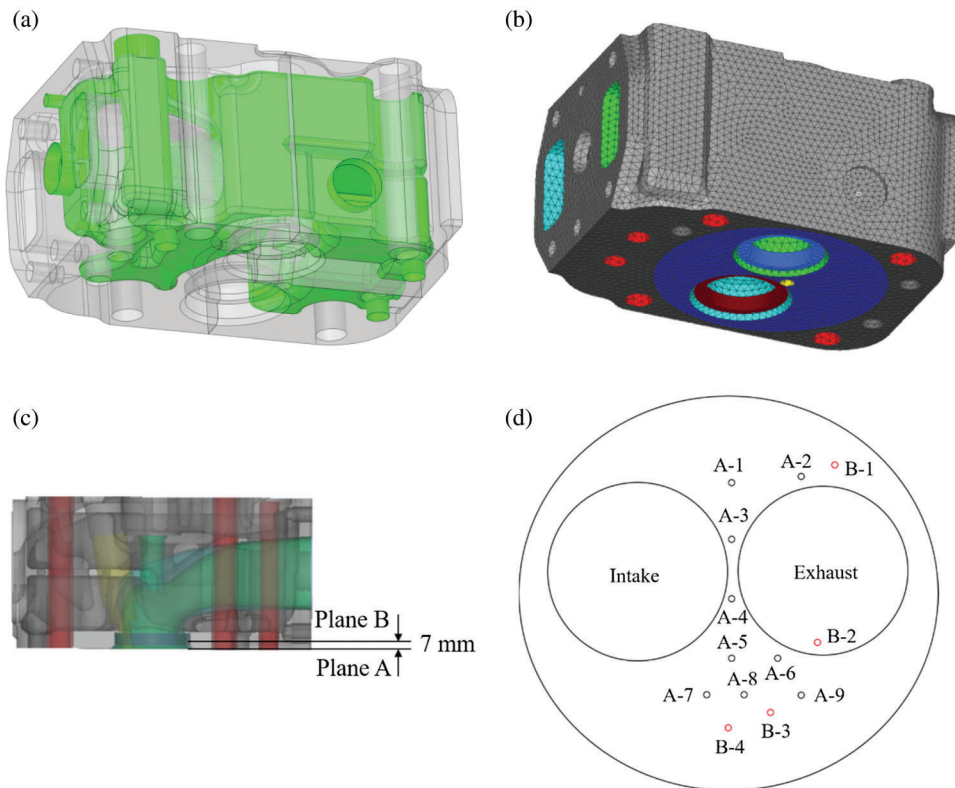 (a)
(b)
(c)
Plane B
7 mm
Plane A
(d)
A-1
A-2
B-1
A-3
Intake
Exhaust
A-4
B-2
A-5
A-6
A-8
A-7
A-9
B-3
B-4